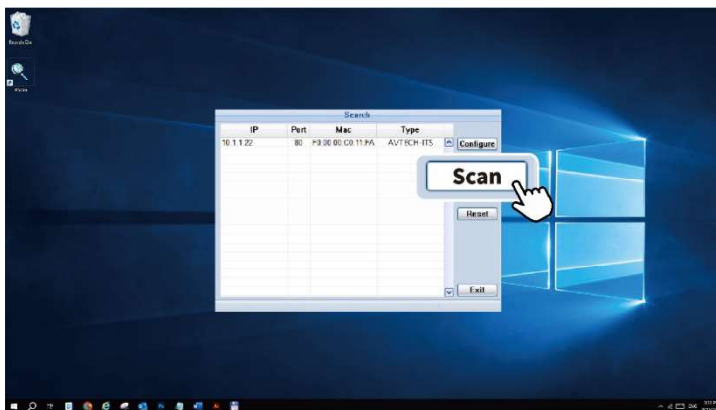 Search
IP Port Mac Type
10.1.1.22 80 F0:00:00:C0:11:FA AVTECH-ITS Configure
Scan
Reset
Exit